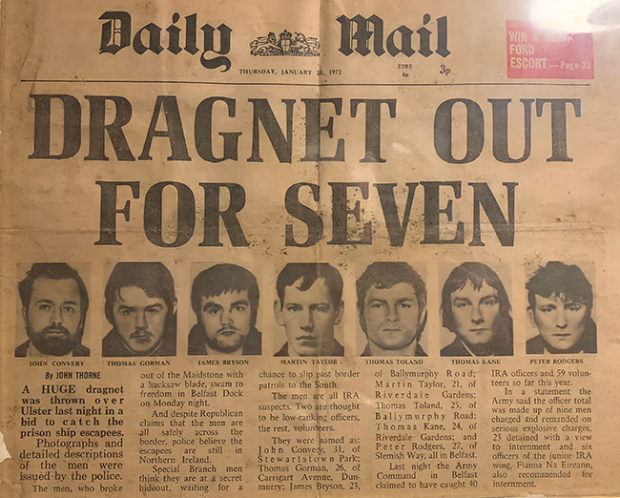 Daily Mail
THURSDAY, JANUARY 1972
EIRE
6p
3p
WIN A
FORD
ESCORT — Page 23
DRAGNET OUT
FOR SEVEN
JOHN CONVERY
THOMAS GORMAN
JAMES BRYSON
MARTIN TAYLOR
THOMAS TOLAND
THOMAS KANE
PETER RODGERS
By JOHN THORNE
A HUGE dragnet
was thrown over
Ulster last night in a
bid to catch the
prison ship escapees.
Photographs and
detailed descriptions
of the men were
issued by the police.
The men, who broke
out of the Maidstone with
a hacksaw blade, swam to
freedom in Belfast Dock
on Monday night.
And despite Republican
claims that the men are
all safely across the
border, police believe the
escapees are still in
Northern Ireland.
Special Branch men
think they are at a secret
hideout, waiting for a
chance to slip past border
patrols to the South.
The men are all IRA
suspects. Two are thought
to be low-ranking officers,
the rest, volunteers.
They were named as:
John Convery, 31, of
Stewartstown Park;
Thomas Gorman, 26, of
Carrigart Avenue, Dun-
murry; James Bryson, 23,
of Ballymurphy Road;
Martin Taylor, 21, of
Riverdale Gardens;
Thomas Toland, 25, of
Ballymurphy Road;
Thomas Kane, 24, of
Riverdale Gardens; and
Peter Rodgers, 27, of
Slemish Way, all in Belfast.
Last night the Army
Command in Belfast
claimed to have caught 40
IRA officers and 59 volun-
teers so far this year.
In a statement the
Army said the officer total
was made up of nine men
charged and remanded on
serious explosive charges,
25 detained with a view
to internment and six
officers of the junior IRA
wing, Fianna Na Eireann,
also recommended for
internment.